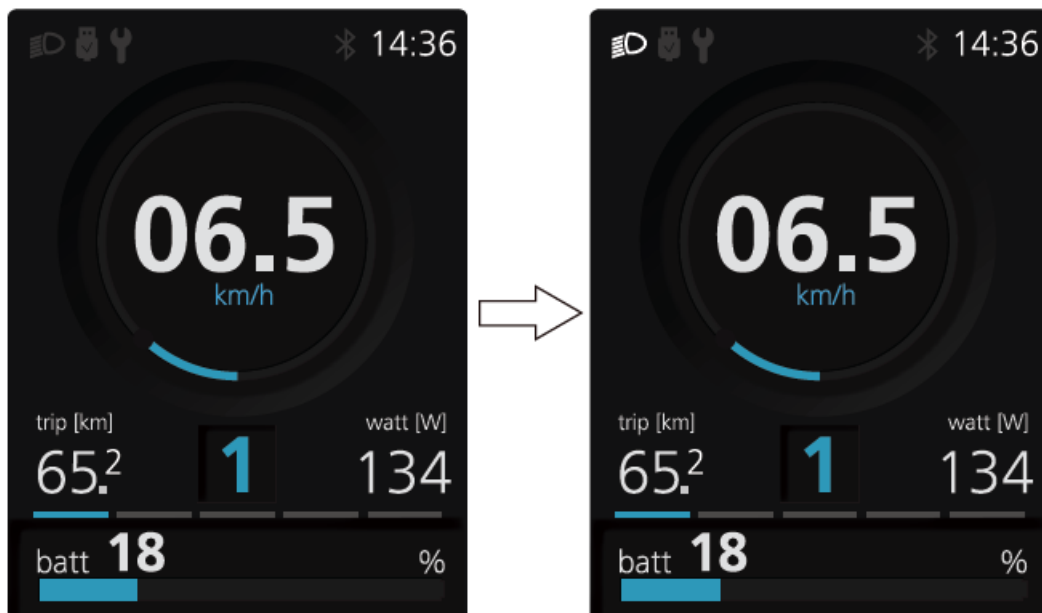 14:36
06.5
km/h
trip [km] watt [W]
65.2 1 134
batt 18 %
14:36
06.5
km/h
trip [km] watt [W]
65.2 1 134
batt 18 %